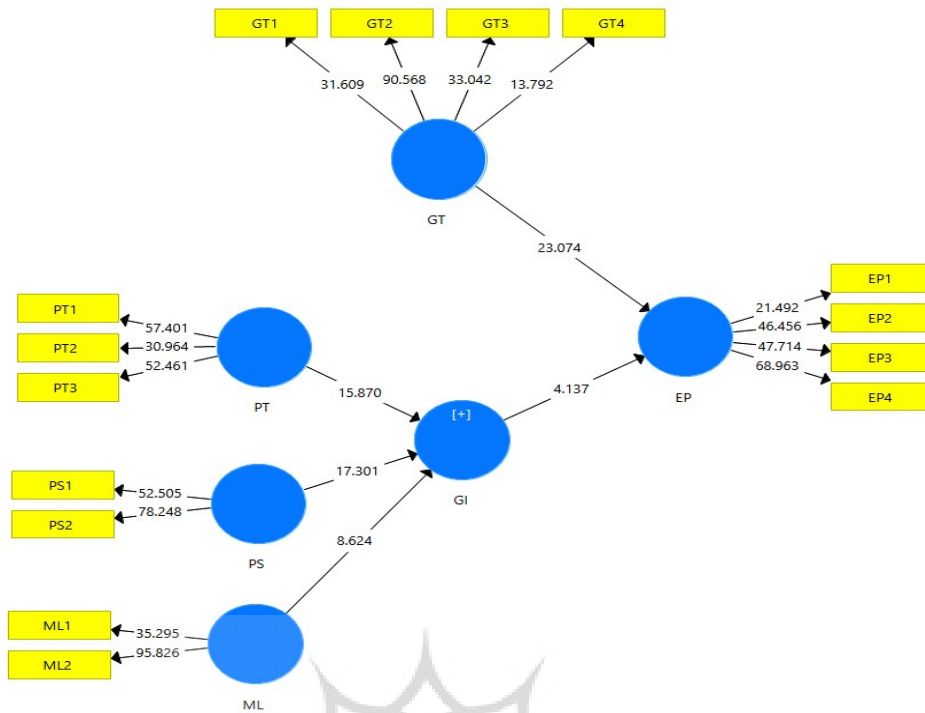 GT1 GT2 GT3 GT4
31.609 90.568 33.042 13.792
GT
23.074
EP1
EP2
EP3
EP4
21.492
46.456
47.714
68.963
EP
PT1
PT2
PT3
57.401
30.964
52.461
PT
15.870
4.137
[+]
GI
PS1
PS2
52.505
78.248
PS
17.301
8.624
ML1
ML2
35.295
95.826
ML